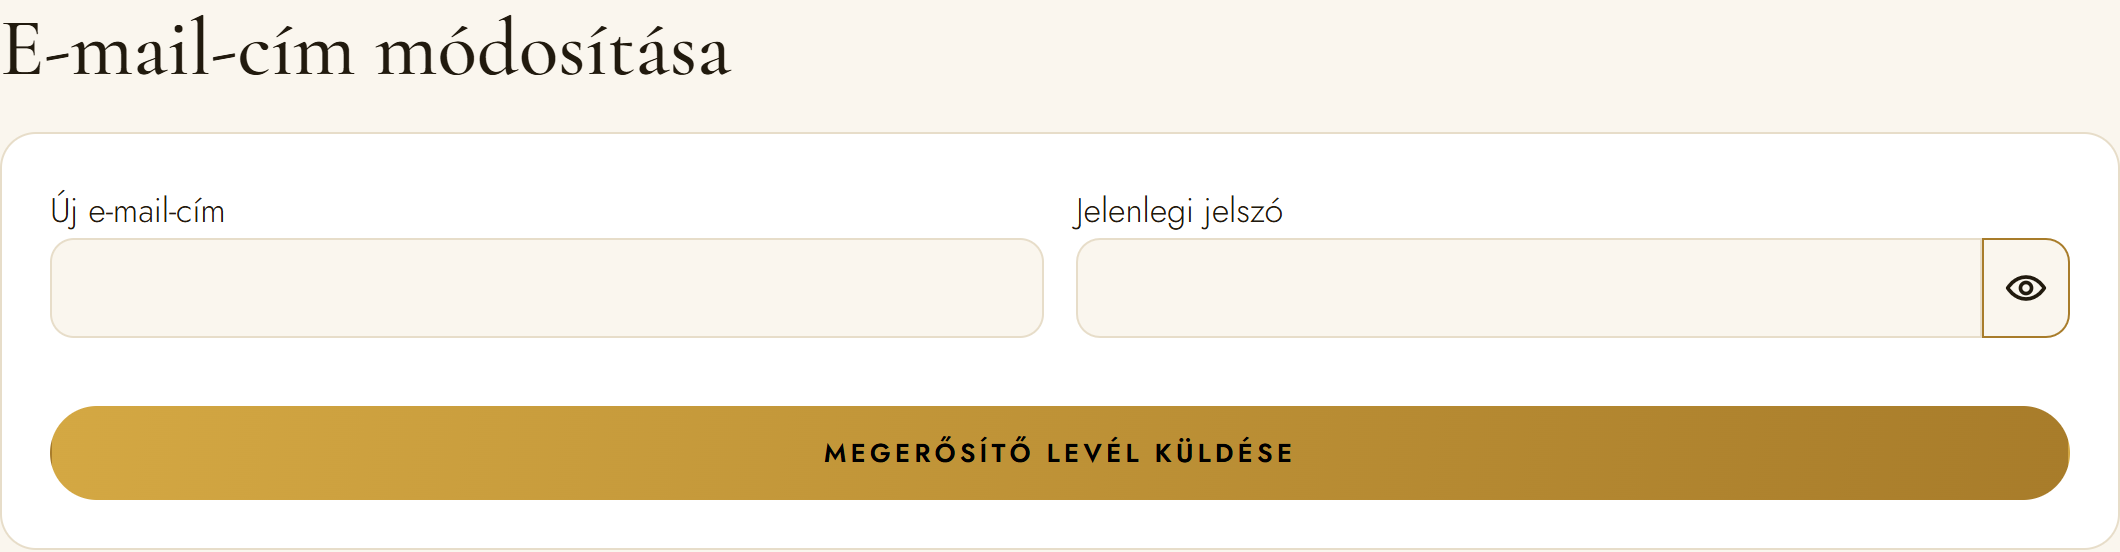 E-mail-cím módosítása
Új e-mail-cím
Jelenlegi jelszó
MEGERŐSÍTŐ LEVÉL KÜLDÉSE